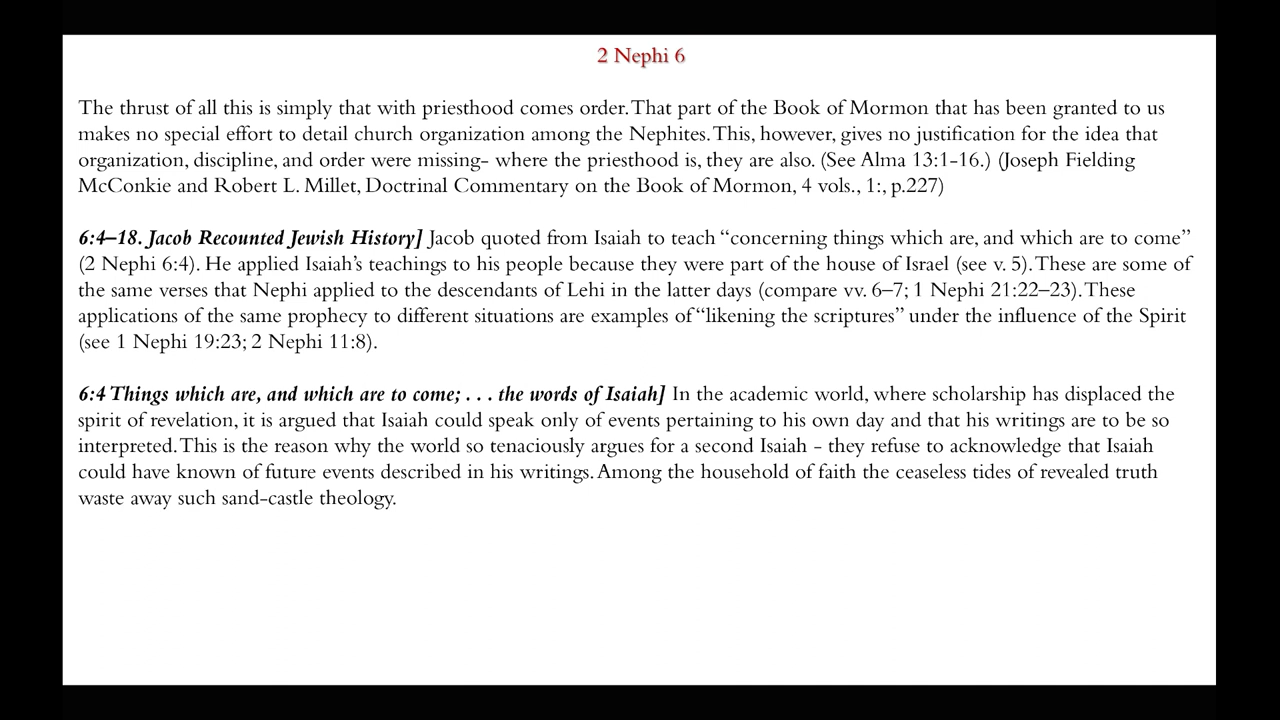 2 Nephi 6
The thrust of all this is simply that with priesthood comes order. That part of the Book of Mormon that has been granted to us
makes no special effort to detail church organization among the Nephites. This, however, gives no justification for the idea that
organization, discipline, and order were missing- where the priesthood is, they are also. (See Alma 13:1-16.) (Joseph Fielding
McConkie and Robert L. Millet, Doctrinal Commentary on the Book of Mormon, 4 vols., 1:, p.227)
6:4–18. Jacob Recounted Jewish History] Jacob quoted from Isaiah to teach “concerning things which are, and which are to come”
(2 Nephi 6:4). He applied Isaiah’s teachings to his people because they were part of the house of Israel (see v. 5). These are some of
the same verses that Nephi applied to the descendants of Lehi in the latter days (compare vv. 6–7; 1 Nephi 21:22–23). These
applications of the same prophecy to different situations are examples of “likening the scriptures” under the influence of the Spirit
(see 1 Nephi 19:23; 2 Nephi 11:8).
6:4 Things which are, and which are to come; . . . the words of Isaiah] In the academic world, where scholarship has displaced the
spirit of revelation, it is argued that Isaiah could speak only of events pertaining to his own day and that his writings are to be so
interpreted. This is the reason why the world so tenaciously argues for a second Isaiah - they refuse to acknowledge that Isaiah
could have known of future events described in his writings. Among the household of faith the ceaseless tides of revealed truth
waste away such sand-castle theology.